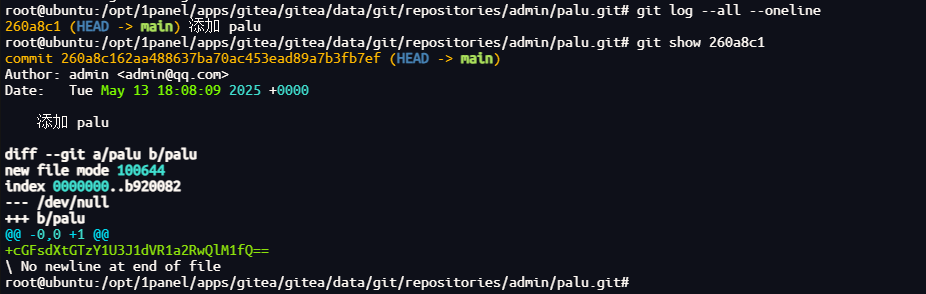 root@ubuntu:/opt/1panel/apps/gitea/gitea/data/git/repositories/admin/palu.git# git log --all --oneline
260a8c1 (HEAD -> main) 添加 palu
root@ubuntu:/opt/1panel/apps/gitea/gitea/data/git/repositories/admin/palu.git# git show 260a8c1
commit 260a8c162aa488637ba70ac453ead89a7b3fb7ef (HEAD -> main)
Author: admin <admin@qq.com>
Date:   Tue May 13 18:08:09 2025 +0000

    添加 palu

diff --git a/palu b/palu
new file mode 100644
index 0000000..b920082
--- /dev/null
+++ b/palu
@@ -0,0 +1 @@
+cGFsdXtGTzY1U3J1dVR1a2RwQlM1fQ==
\ No newline at end of file
root@ubuntu:/opt/1panel/apps/gitea/gitea/data/git/repositories/admin/palu.git#